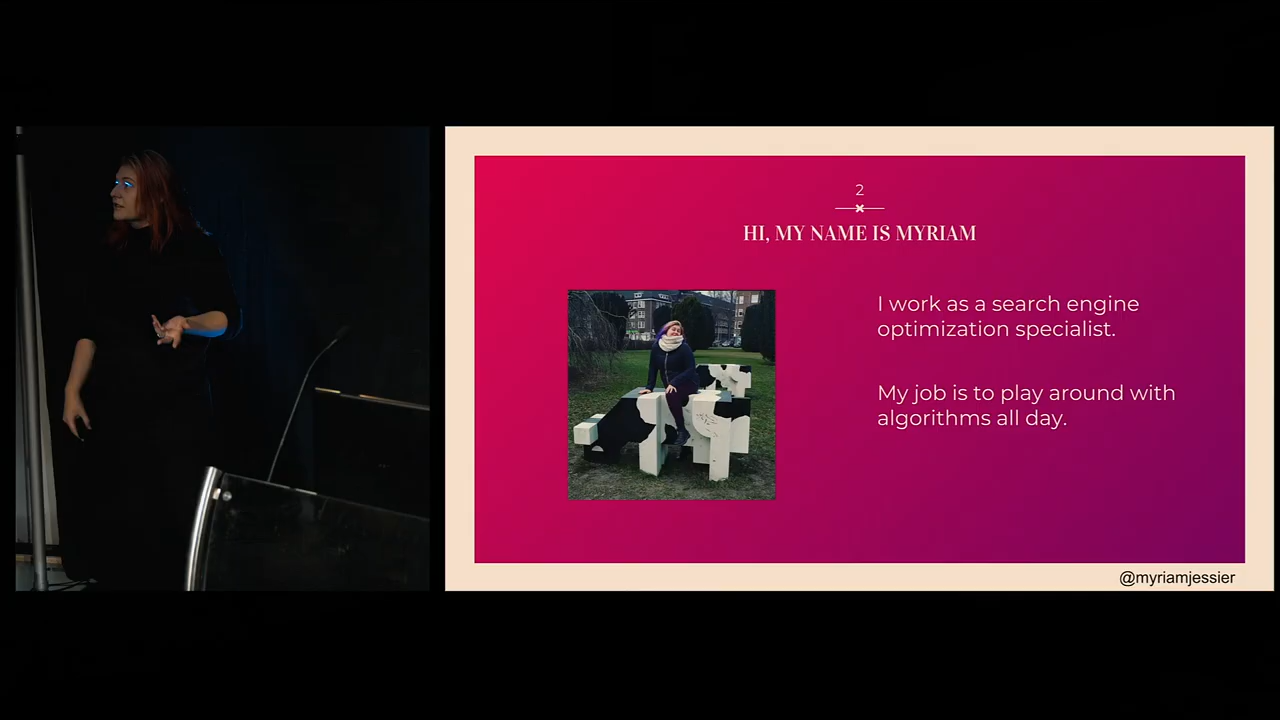 2
HI, MY NAME IS MYRIAM
I work as a search engine
optimization specialist.
My job is to play around with
algorithms all day.
@myriamjessier